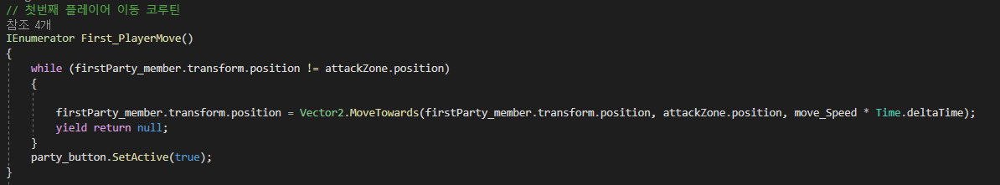 // 첫번째 플레이어 이동 코루틴
참조 4개
IEnumerator First_PlayerMove()
{
while (firstParty_member.transform.position != attackZone.position)
{
firstParty_member.transform.position = Vector2.MoveTowards(firstParty_member.transform.position, attackZone.position, move_Speed * Time.deltaTime);
yield return null;
}
party_button.SetActive(true);
}